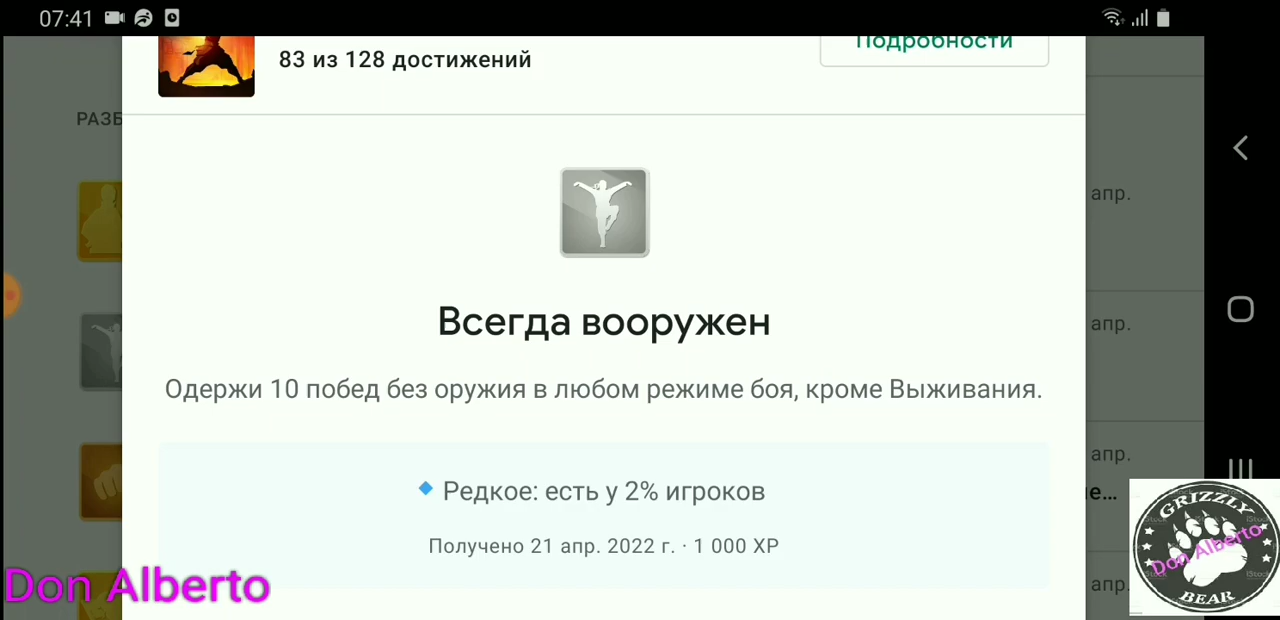 07:41
Подробности
83 из 128 достижений
РАЗБ
апр.
Всегда вооружен
апр.
Одержи 10 побед без оружия в любом режиме боя, кроме Выживания.
апр.
Редкое: есть у 2% игроков
е...
Получено 21 апр. 2022 г. · 1 000 XP
апр.
Don Alberto
GRIZZLY
Don Alberto
BEAR